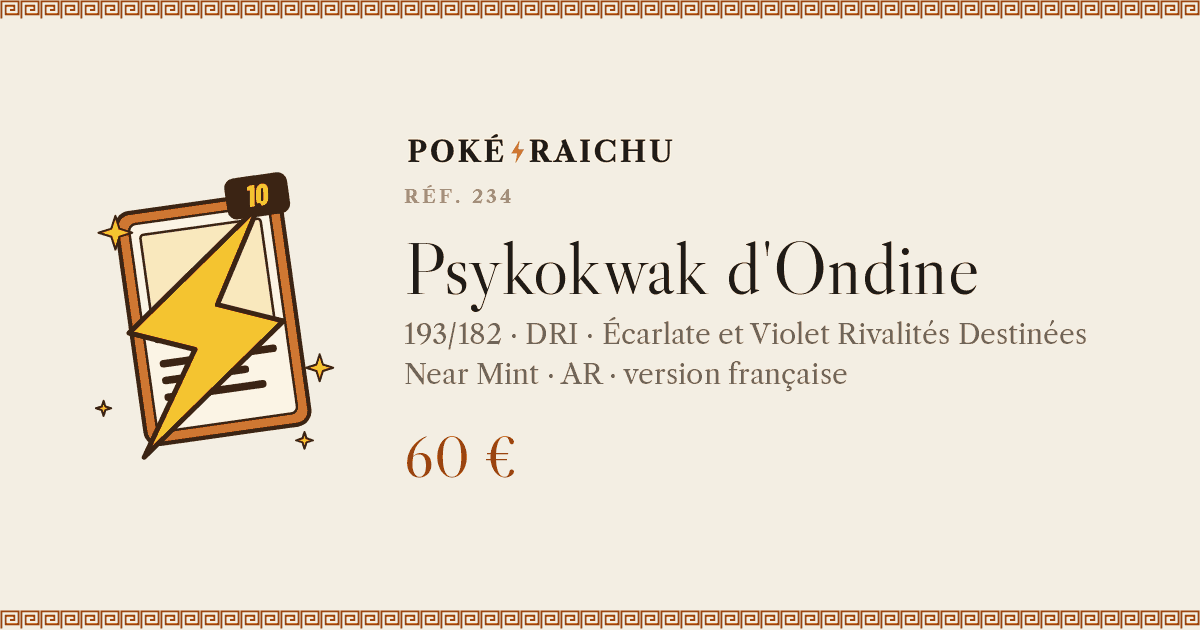 10
POKÉ RAICHU
RÉF. 234
Psykokwak d'Ondine
193/182 · DRI · Écarlate et Violet Rivalités Destinées
Near Mint · AR · version française
60 €